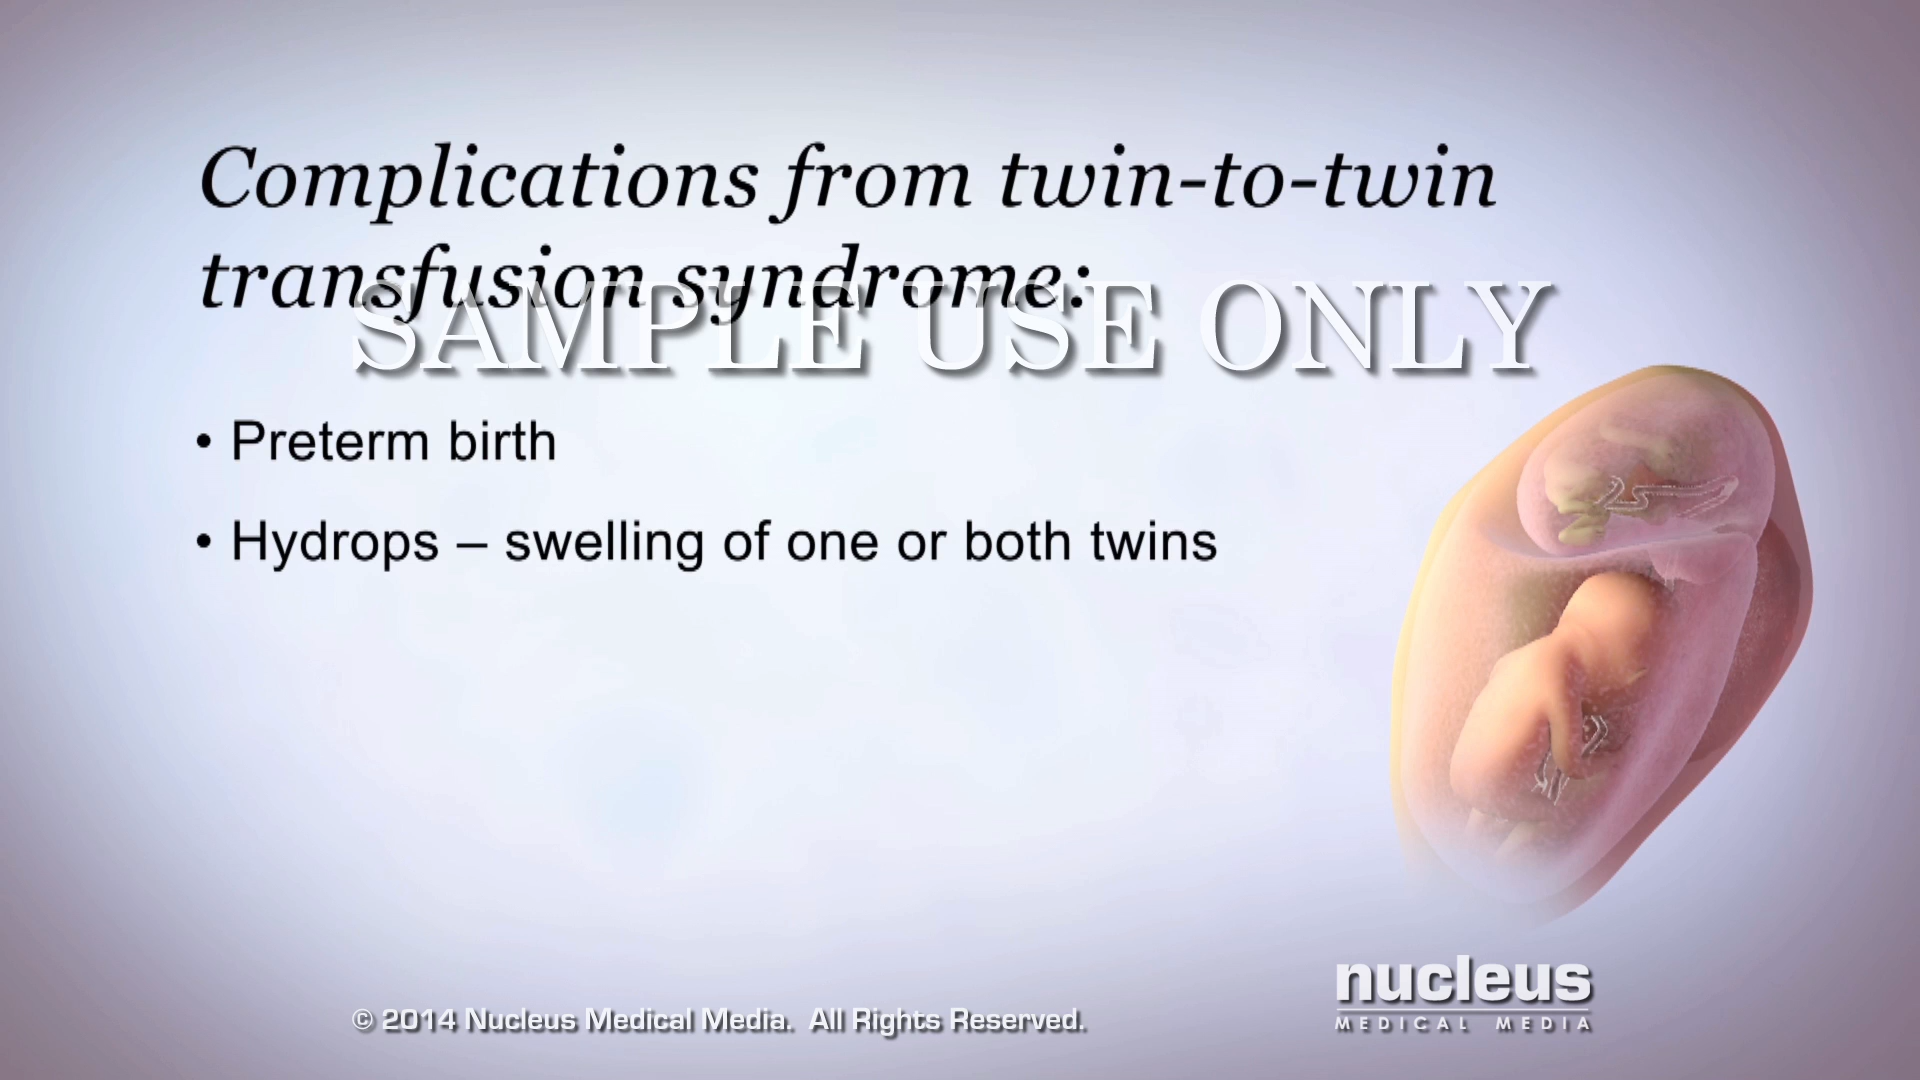 Complications from twin-to-twin
transfusion syndrome:
SAMPLE USE ONLY
• Preterm birth
• Hydrops – swelling of one or both twins
nucleus
MEDICAL MEDIA
© 2014 Nucleus Medical Media. All Rights Reserved.